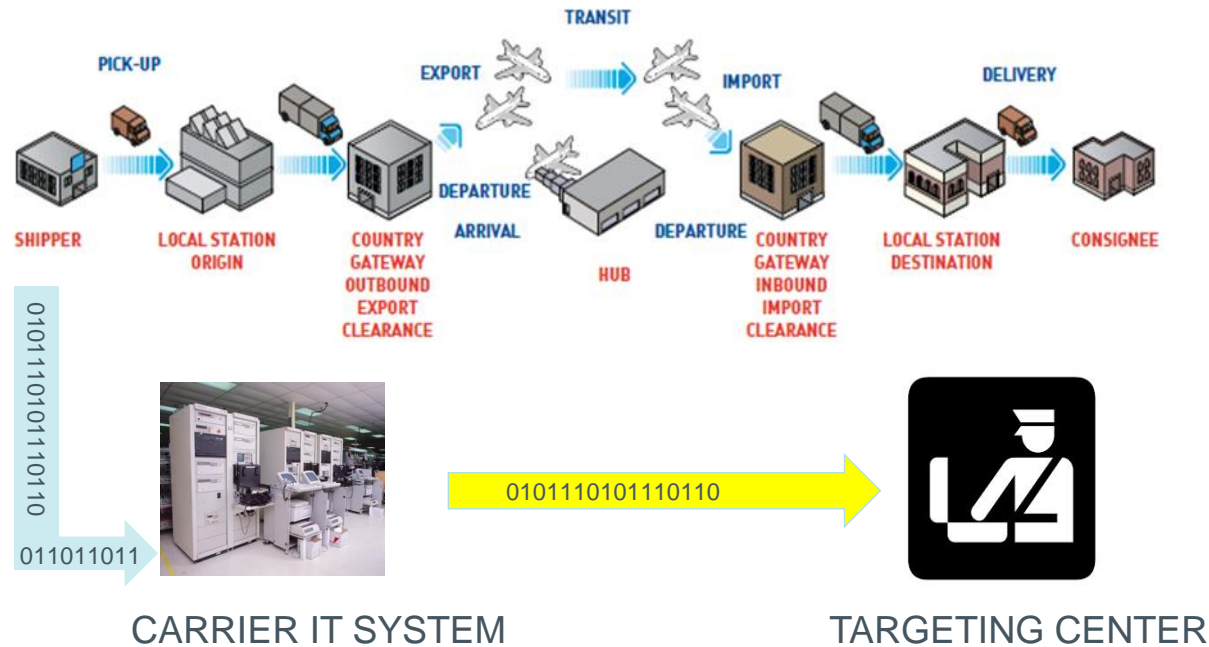 TRANSIT
PICK-UP
EXPORT
IMPORT
DELIVERY
DEPARTURE
ARRIVAL
DEPARTURE
SHIPPER
LOCAL STATION
ORIGIN
COUNTRY
GATEWAY
OUTBOUND
EXPORT
CLEARANCE
HUB
COUNTRY
GATEWAY
INBOUND
IMPORT
CLEARANCE
LOCAL STATION
DESTINATION
CONSIGNEE
0101110101110110
011011011
0101110101110110
CARRIER IT SYSTEM
TARGETING CENTER